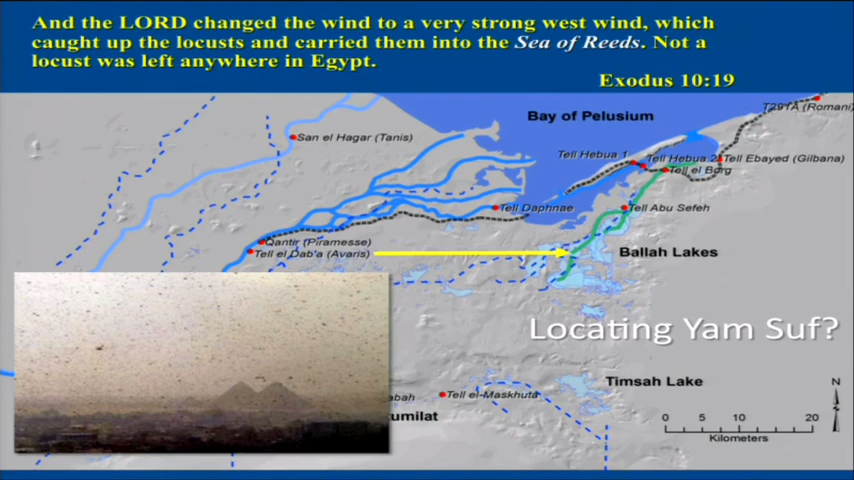 And the LORD changed the wind to a very strong west wind, which
caught up the locusts and carried them into the Sea of Reeds. Not a
locust was left anywhere in Egypt.
Exodus 10:19
T291A (Romani)
Bay of Pelusium
San el Hagar (Tanis)
Tell Hebua 1
Tell Hebua 2
Tell Ebayed (Gilbana)
Tell el Borg
Tell Daphnae
Tell Abu Sefeh
Qantir (Piramesse)
Tell el Dab'a (Avaris)
Ballah Lakes
Locating Yam Suf?
Timsah Lake
N
abah
Tell el-Maskhuta
umilat
0 5 10 20
Kilometers